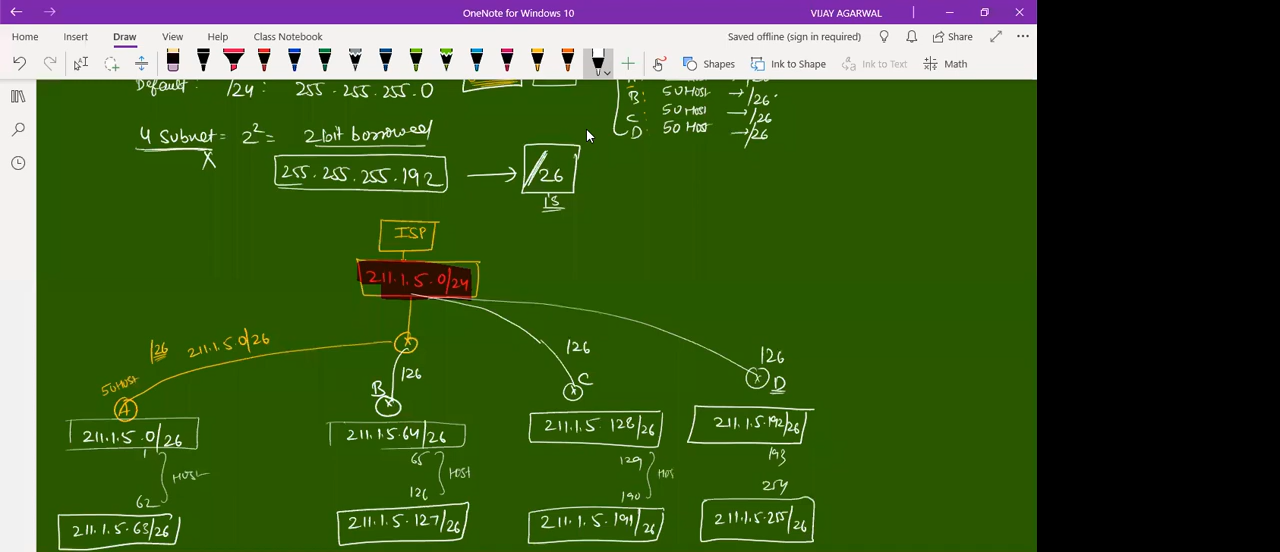 OneNote for Windows 10
VIJAY AGARWAL
Home Insert Draw View Help Class Notebook
Saved offline (sign in required) Share
Shapes Ink to Shape Ink to Text Math
Default: /24: 255.255.255.0
B: 50 HOST → /26
C: 50 HOST → /26
D: 50 HOST → /26
4 Subnet = 2² = 2 bit borrowed
X
255.255.255.192 → /26
1's
ISP
211.1.5.0/24
/26 211.1.5.0/26
50 HOST
A
B /26
/26 C
/26 D
211.1.5.0/26 211.1.5.64/26 211.1.5.128/26 211.1.5.192/26
1 65 129 193
HOST HOST HOS
62 126 190 254
211.1.5.63/26 211.1.5.127/26 211.1.5.191/26 211.1.5.255/26